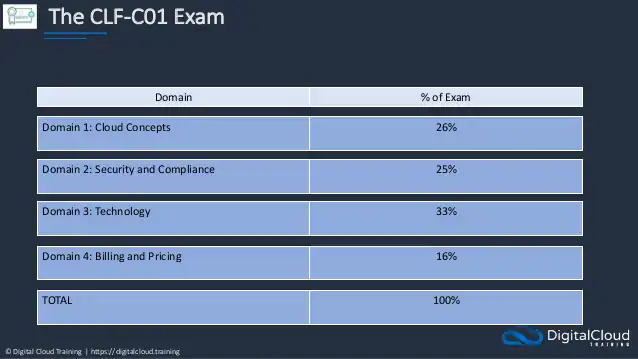 The CLF-C01 Exam
Domain % of Exam
Domain 1: Cloud Concepts 26%
Domain 2: Security and Compliance 25%
Domain 3: Technology 33%
Domain 4: Billing and Pricing 16%
TOTAL 100%
© Digital Cloud Training | https://digitalcloud.training
DigitalCloud
TRAINING